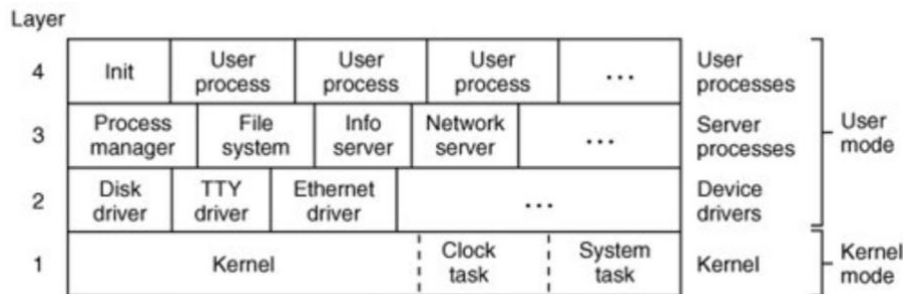 Layer
4 Init User process User process User process ... User processes
3 Process manager File system Info server Network server ... Server processes User mode
2 Disk driver TTY driver Ethernet driver ... Device drivers
1 Kernel Clock task System task Kernel Kernel mode